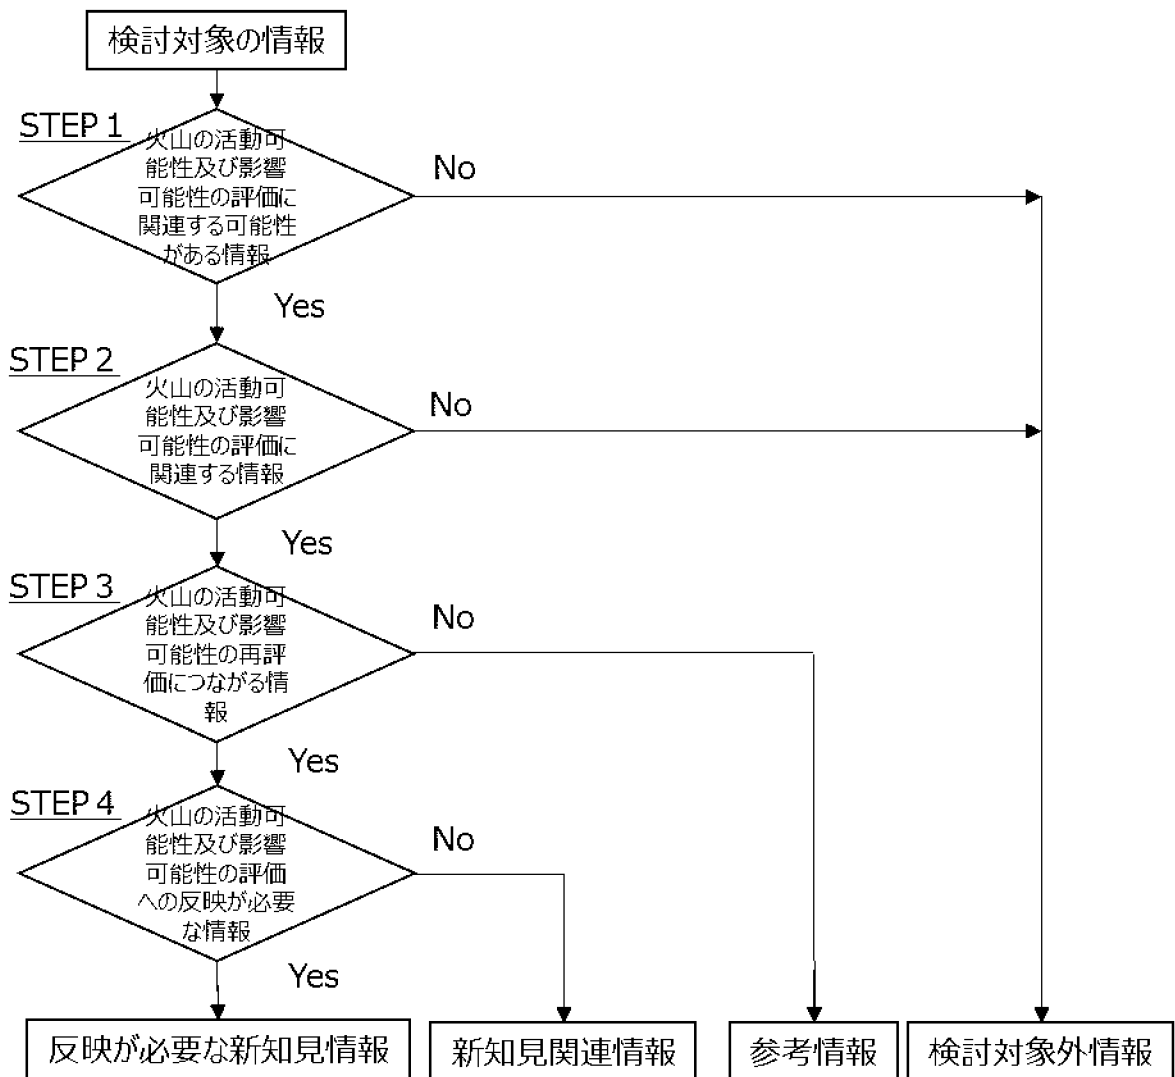 検討対象の情報
STEP 1
火山の活動可
能性及び影響
可能性の評価に
関連する可能性
がある情報
No
Yes
STEP 2
火山の活動可
能性及び影響
可能性の評価に
関連する情報
No
Yes
STEP 3
火山の活動可
能性及び影響
可能性の再評
価につながる情
報
No
Yes
STEP 4
火山の活動可
能性及び影響
可能性の評価
への反映が必要
な情報
No
Yes
反映が必要な新知見情報
新知見関連情報
参考情報
検討対象外情報